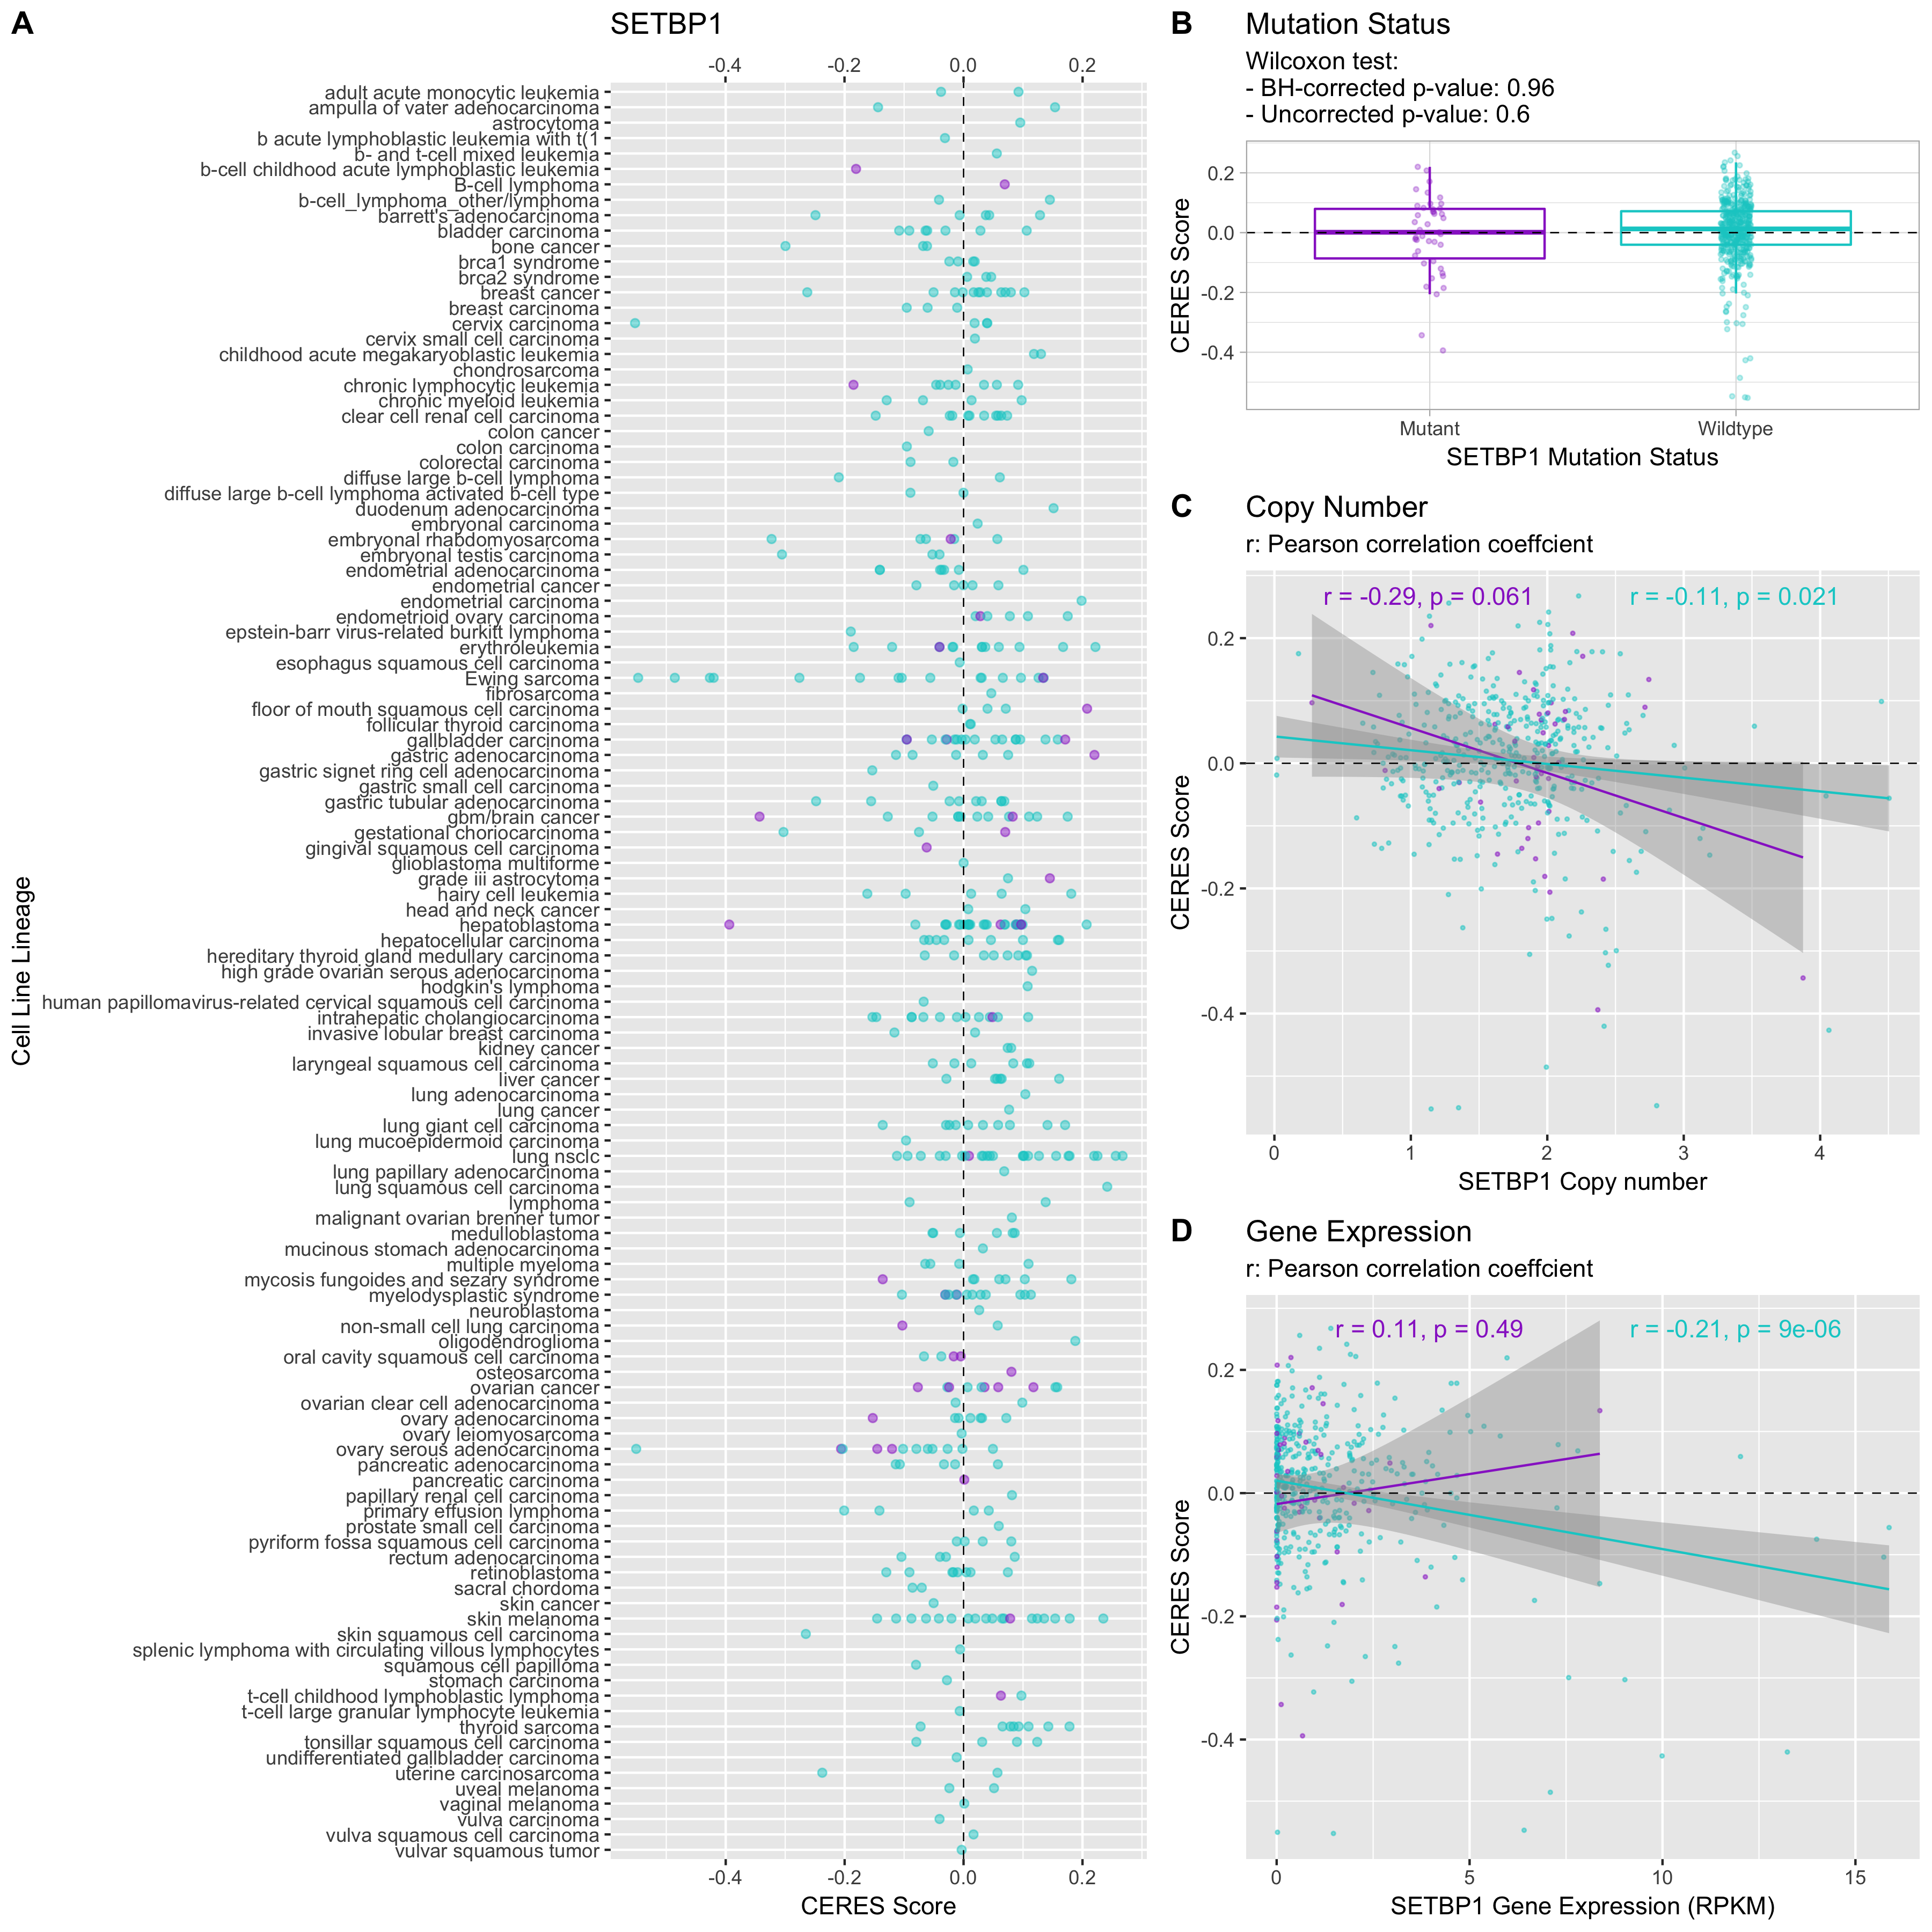 A
SETBP1
-0.4 -0.2 0.0 0.2
Cell Line Lineage
adult acute monocytic leukemia
ampulla of vater adenocarcinoma
astrocytoma
b acute lymphoblastic leukemia with t(1
b- and t-cell mixed leukemia
b-cell childhood acute lymphoblastic leukemia
B-cell lymphoma
b-cell_lymphoma_other/lymphoma
barrett's adenocarcinoma
bladder carcinoma
bone cancer
brca1 syndrome
brca2 syndrome
breast cancer
breast carcinoma
cervix carcinoma
cervix small cell carcinoma
childhood acute megakaryoblastic leukemia
chondrosarcoma
chronic lymphocytic leukemia
chronic myeloid leukemia
clear cell renal cell carcinoma
colon cancer
colon carcinoma
colorectal carcinoma
diffuse large b-cell lymphoma
diffuse large b-cell lymphoma activated b-cell type
duodenum adenocarcinoma
embryonal carcinoma
embryonal rhabdomyosarcoma
embryonal testis carcinoma
endometrial adenocarcinoma
endometrial cancer
endometrial carcinoma
endometrioid ovary carcinoma
epstein-barr virus-related burkitt lymphoma
erythroleukemia
esophagus squamous cell carcinoma
Ewing sarcoma
fibrosarcoma
floor of mouth squamous cell carcinoma
follicular thyroid carcinoma
gallbladder carcinoma
gastric adenocarcinoma
gastric signet ring cell adenocarcinoma
gastric small cell carcinoma
gastric tubular adenocarcinoma
gbm/brain cancer
gestational choriocarcinoma
gingival squamous cell carcinoma
glioblastoma multiforme
grade iii astrocytoma
hairy cell leukemia
head and neck cancer
hepatoblastoma
hepatocellular carcinoma
hereditary thyroid gland medullary carcinoma
high grade ovarian serous adenocarcinoma
hodgkin's lymphoma
human papillomavirus-related cervical squamous cell carcinoma
intrahepatic cholangiocarcinoma
invasive lobular breast carcinoma
kidney cancer
laryngeal squamous cell carcinoma
liver cancer
lung adenocarcinoma
lung cancer
lung giant cell carcinoma
lung mucoepidermoid carcinoma
lung nsclc
lung papillary adenocarcinoma
lung squamous cell carcinoma
lymphoma
malignant ovarian brenner tumor
medulloblastoma
mucinous stomach adenocarcinoma
multiple myeloma
mycosis fungoides and sezary syndrome
myelodysplastic syndrome
neuroblastoma
non-small cell lung carcinoma
oligodendroglioma
oral cavity squamous cell carcinoma
osteosarcoma
ovarian cancer
ovarian clear cell adenocarcinoma
ovary adenocarcinoma
ovary leiomyosarcoma
ovary serous adenocarcinoma
pancreatic adenocarcinoma
pancreatic carcinoma
papillary renal cell carcinoma
primary effusion lymphoma
prostate small cell carcinoma
pyriform fossa squamous cell carcinoma
rectum adenocarcinoma
retinoblastoma
sacral chordoma
skin cancer
skin melanoma
skin squamous cell carcinoma
splenic lymphoma with circulating villous lymphocytes
squamous cell papilloma
stomach carcinoma
t-cell childhood lymphoblastic lymphoma
t-cell large granular lymphocyte leukemia
thyroid sarcoma
tonsillar squamous cell carcinoma
undifferentiated gallbladder carcinoma
uterine carcinosarcoma
uveal melanoma
vaginal melanoma
vulva carcinoma
vulva squamous cell carcinoma
vulvar squamous tumor
-0.4 -0.2 0.0 0.2
CERES Score
B
Mutation Status
Wilcoxon test:
- BH-corrected p-value: 0.96
- Uncorrected p-value: 0.6
CERES Score
0.2
0.0
-0.2
-0.4
Mutant Wildtype
SETBP1 Mutation Status
C
Copy Number
r: Pearson correlation coeffcient
r = -0.29, p = 0.061 r = -0.11, p = 0.021
CERES Score
0.2
0.0
-0.2
-0.4
0 1 2 3 4
SETBP1 Copy number
D
Gene Expression
r: Pearson correlation coeffcient
r = 0.11, p = 0.49 r = -0.21, p = 9e-06
CERES Score
0.2
0.0
-0.2
-0.4
0 5 10 15
SETBP1 Gene Expression (RPKM)